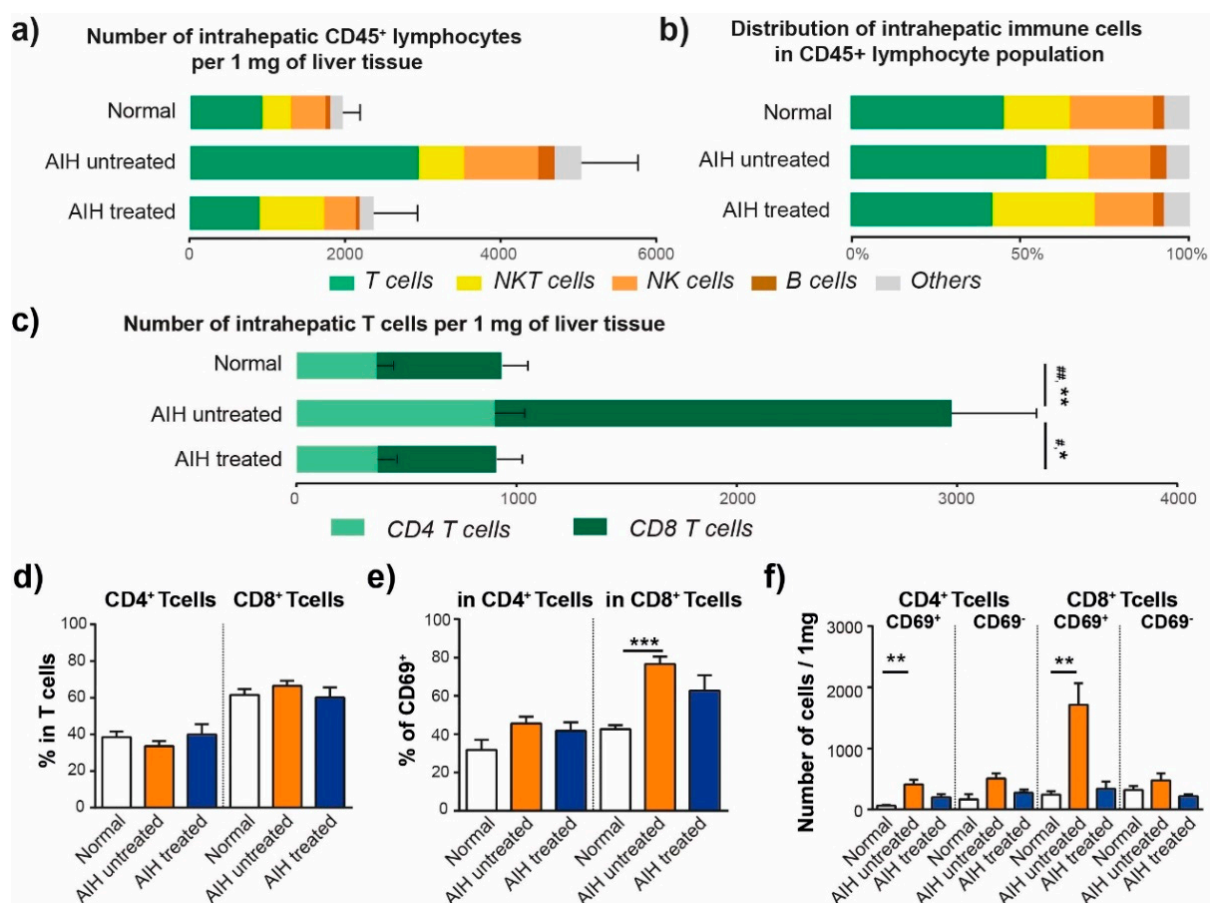 a)
Number of intrahepatic CD45⁺ lymphocytes
per 1 mg of liver tissue
Normal
AIH untreated
AIH treated
0 2000 4000 6000
b)
Distribution of intrahepatic immune cells
in CD45+ lymphocyte population
Normal
AIH untreated
AIH treated
0% 50% 100%
T cells NKT cells NK cells B cells Others
c)
Number of intrahepatic T cells per 1 mg of liver tissue
Normal
AIH untreated
AIH treated
##, **
#,*
0 1000 2000 3000 4000
CD4 T cells CD8 T cells
d)
CD4⁺ Tcells CD8⁺ Tcells
% in T cells
100
80
60
40
20
0
Normal
AIH untreated
AIH treated
Normal
AIH untreated
AIH treated
e)
in CD4⁺ Tcells in CD8⁺ Tcells
% of CD69⁺
100
80
60
40
20
0
***
Normal
AIH untreated
AIH treated
Normal
AIH untreated
AIH treated
f)
CD4⁺ Tcells CD8⁺ Tcells
CD69⁺ CD69⁻ CD69⁺ CD69⁻
Number of cells / 1mg
3000
2000
1000
0
**
**
Normal
AIH untreated
AIH treated
Normal
AIH untreated
AIH treated
Normal
AIH untreated
AIH treated
Normal
AIH untreated
AIH treated